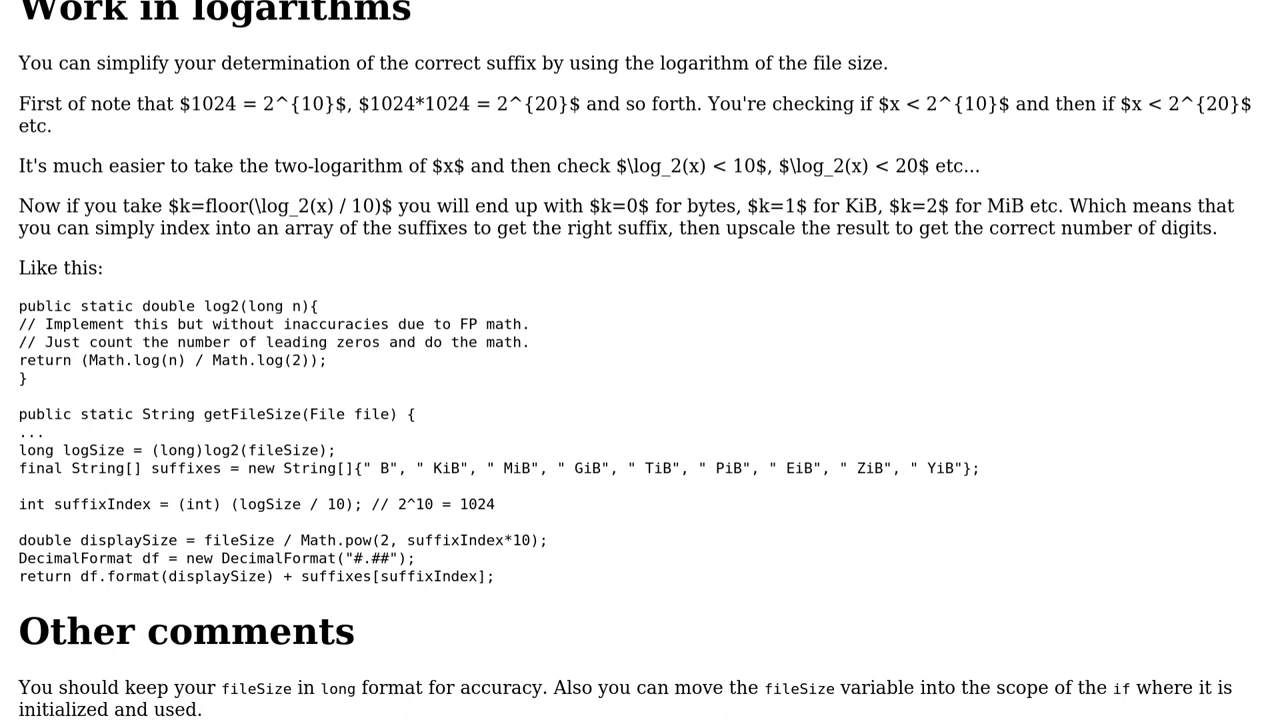 Work in logarithms
You can simplify your determination of the correct suffix by using the logarithm of the file size.
First of note that $1024 = 2^{10}$, $1024*1024 = 2^{20}$ and so forth. You're checking if $x < 2^{10}$ and then if $x < 2^{20}$
etc.
It's much easier to take the two-logarithm of $x$ and then check $\log_2(x) < 10$, $\log_2(x) < 20$ etc...
Now if you take $k=floor(\log_2(x) / 10)$ you will end up with $k=0$ for bytes, $k=1$ for KiB, $k=2$ for MiB etc. Which means that
you can simply index into an array of the suffixes to get the right suffix, then upscale the result to get the correct number of digits.
Like this:
public static double log2(long n){
// Implement this but without inaccuracies due to FP math.
// Just count the number of leading zeros and do the math.
return (Math.log(n) / Math.log(2));
}
public static String getFileSize(File file) {
...
long logSize = (long)log2(fileSize);
final String[] suffixes = new String[]{" B", " KiB", " MiB", " GiB", " TiB", " PiB", " EiB", " ZiB", " YiB"};
int suffixIndex = (int) (logSize / 10); // 2^10 = 1024
double displaySize = fileSize / Math.pow(2, suffixIndex*10);
DecimalFormat df = new DecimalFormat("#.##");
return df.format(displaySize) + suffixes[suffixIndex];
Other comments
You should keep your fileSize in long format for accuracy. Also you can move the fileSize variable into the scope of the if where it is
initialized and used.